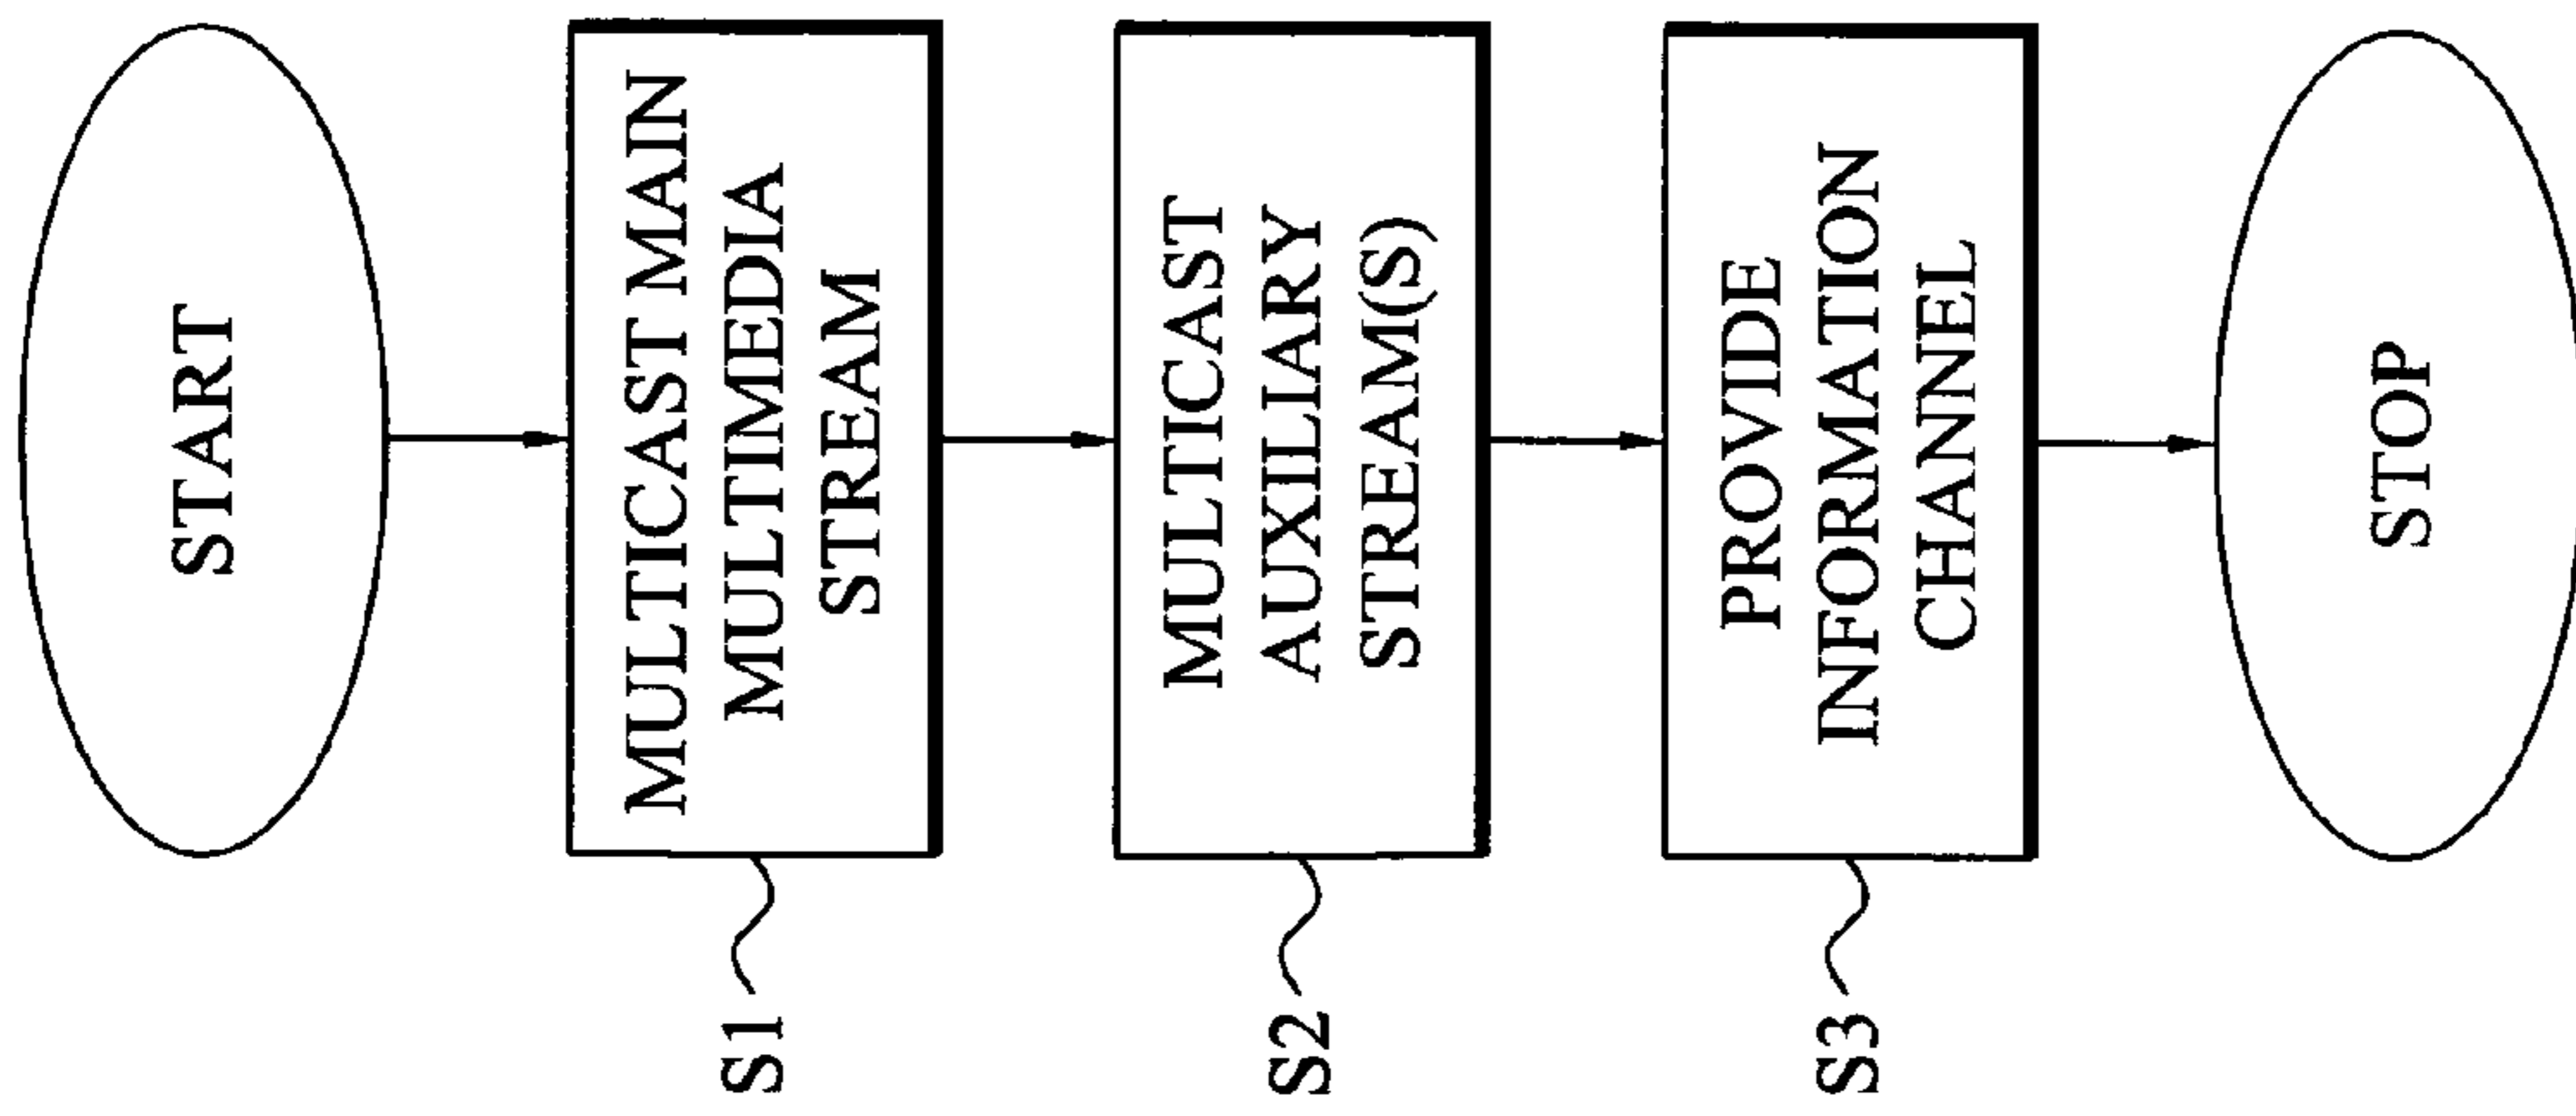 START
S1
MULTICAST MAIN
MULTIMEDIA
STREAM
S2
MULTICAST
AUXILIARY
STREAM(S)
S3
PROVIDE
INFORMATION
CHANNEL
STOP